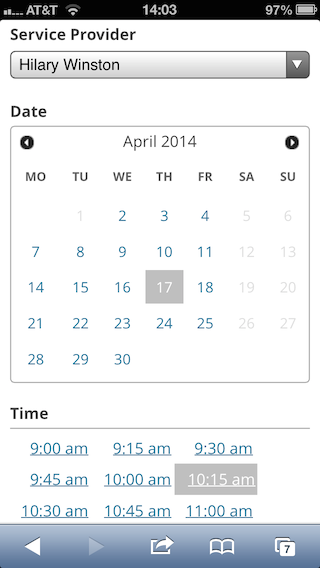 AT&T 14:03 97%
Service Provider
Hilary Winston
Date
April 2014
MO TU WE TH FR SA SU
1 2 3 4 5 6
7 8 9 10 11 12 13
14 15 16 17 18 19 20
21 22 23 24 25 26 27
28 29 30
Time
9:00 am 9:15 am 9:30 am
9:45 am 10:00 am 10:15 am
10:30 am 10:45 am 11:00 am
7